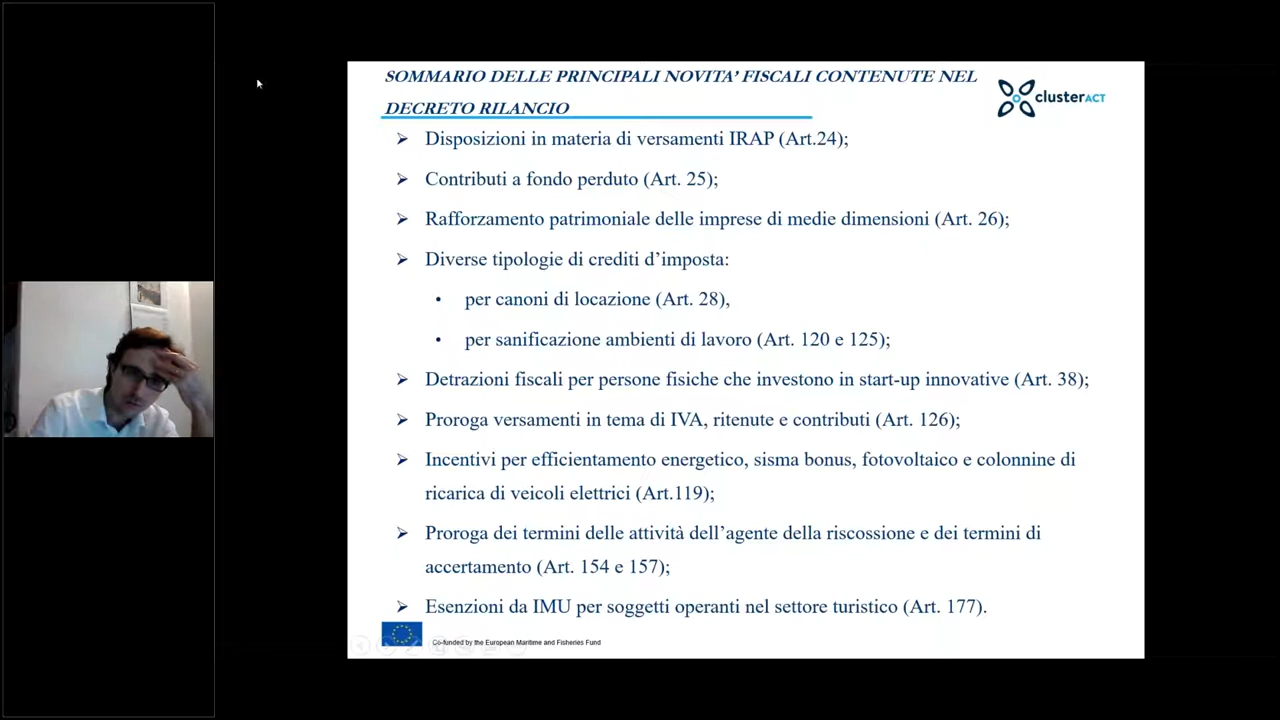 SOMMARIO DELLE PRINCIPALI NOVITA’ FISCALI CONTENUTE NEL
DECRETO RILANCIO
clusterACT
➢ Disposizioni in materia di versamenti IRAP (Art.24);
➢ Contributi a fondo perduto (Art. 25);
➢ Rafforzamento patrimoniale delle imprese di medie dimensioni (Art. 26);
➢ Diverse tipologie di crediti d’imposta:
• per canoni di locazione (Art. 28),
• per sanificazione ambienti di lavoro (Art. 120 e 125);
➢ Detrazioni fiscali per persone fisiche che investono in start-up innovative (Art. 38);
➢ Proroga versamenti in tema di IVA, ritenute e contributi (Art. 126);
➢ Incentivi per efficientamento energetico, sisma bonus, fotovoltaico e colonnine di
ricarica di veicoli elettrici (Art.119);
➢ Proroga dei termini delle attività dell’agente della riscossione e dei termini di
accertamento (Art. 154 e 157);
➢ Esenzioni da IMU per soggetti operanti nel settore turistico (Art. 177).
Co-funded by the European Maritime and Fisheries Fund